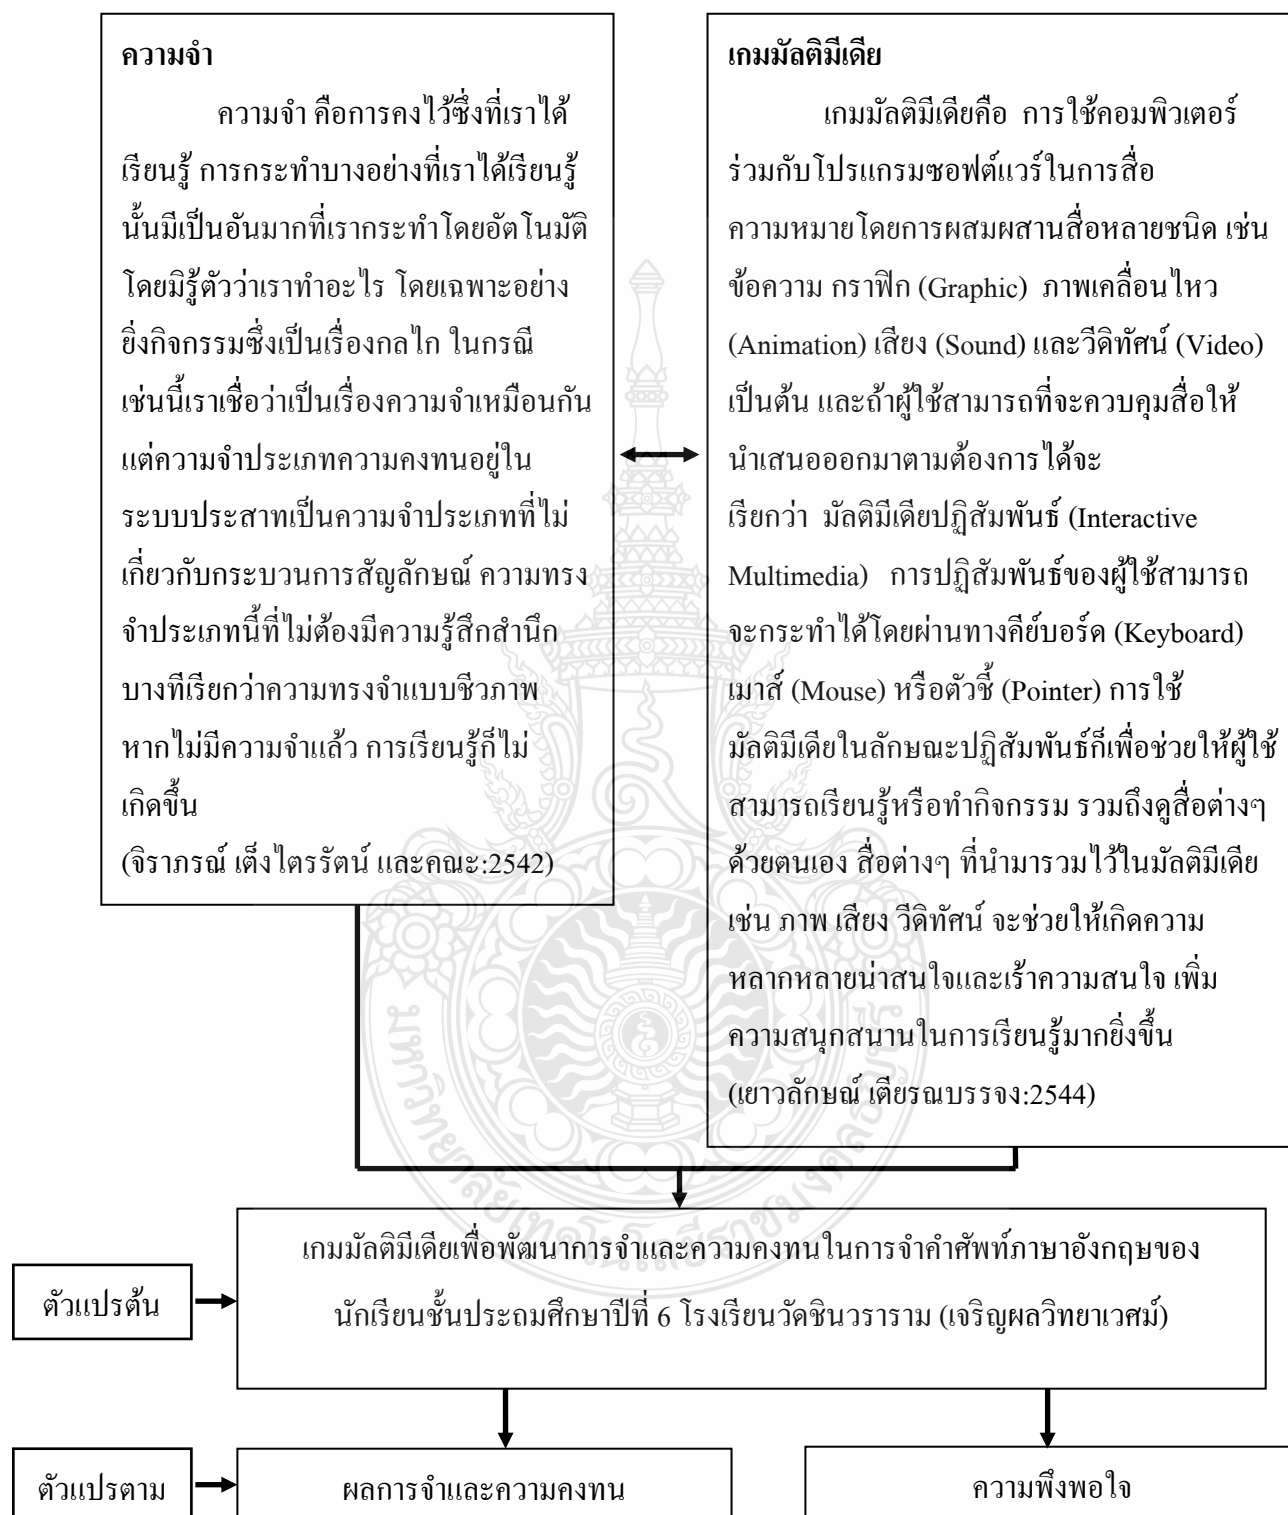 ความจำ
ความจำ คือการคงไว้ซึ่งที่เราได้
เรียนรู้ การกระทำบางอย่างที่เราได้เรียนรู้
นั้นมีเป็นอันมากที่เรากระทำโดยอัตโนมัติ
โดยมิรู้ตัวว่าเราทำอะไร โดยเฉพาะอย่าง
ยิ่งกิจกรรมซึ่งเป็นเรื่องกลไก ในกรณี
เช่นนี้เราเชื่อว่าเป็นเรื่องความจำเหมือนกัน
แต่ความจำประเภทความคงทนอยู่ใน
ระบบประสาทเป็นความจำประเภทที่ไม่
เกี่ยวกับกระบวนการสัญลักษณ์ ความทรง
จำประเภทนี้ที่ไม่ต้องมีความรู้สึกสำนึก
บางทีเรียกว่าความทรงจำแบบชีวภาพ
หากไม่มีความจำแล้ว การเรียนรู้ก็ไม่
เกิดขึ้น
(จิราภรณ์ เต็งไตรรัตน์ และคณะ:2542)
เกมมัลติมีเดีย
เกมมัลติมีเดียคือ การใช้คอมพิวเตอร์
ร่วมกับโปรแกรมซอฟต์แวร์ในการสื่อ
ความหมายโดยการผสมผสานสื่อหลายชนิด เช่น
ข้อความ กราฟิก (Graphic) ภาพเคลื่อนไหว
(Animation) เสียง (Sound) และวีดิทัศน์ (Video)
เป็นต้น และถ้าผู้ใช้สามารถที่จะควบคุมสื่อให้
นำเสนอออกมาตามต้องการได้จะ
เรียกว่า มัลติมีเดียปฏิสัมพันธ์ (Interactive
Multimedia) การปฏิสัมพันธ์ของผู้ใช้สามารถ
จะกระทำได้โดยผ่านทางคีย์บอร์ด (Keyboard)
เมาส์ (Mouse) หรือตัวชี้ (Pointer) การใช้
มัลติมีเดียในลักษณะปฏิสัมพันธ์ก็เพื่อช่วยให้ผู้ใช้
สามารถเรียนรู้หรือทำกิจกรรม รวมถึงดูสื่อต่างๆ
ด้วยตนเอง สื่อต่างๆ ที่นำมารวมไว้ในมัลติมีเดีย
เช่น ภาพ เสียง วีดิทัศน์ จะช่วยให้เกิดความ
หลากหลายน่าสนใจและเร้าความสนใจ เพิ่ม
ความสนุกสนานในการเรียนรู้มากยิ่งขึ้น
(เยาวลักษณ์ เตียรณบรรจง:2544)
มหาวิทยาลัยเทคโนโลยีราชมงคลธัญบุรี
เกมมัลติมีเดียเพื่อพัฒนาการจำและความคงทนในการจำคำศัพท์ภาษาอังกฤษของ
นักเรียนชั้นประถมศึกษาปีที่ 6 โรงเรียนวัดชินวราราม (เจริญผลวิทยาเวศม์)
ตัวแปรต้น
ตัวแปรตาม
ผลการจำและความคงทน
ความพึงพอใจ